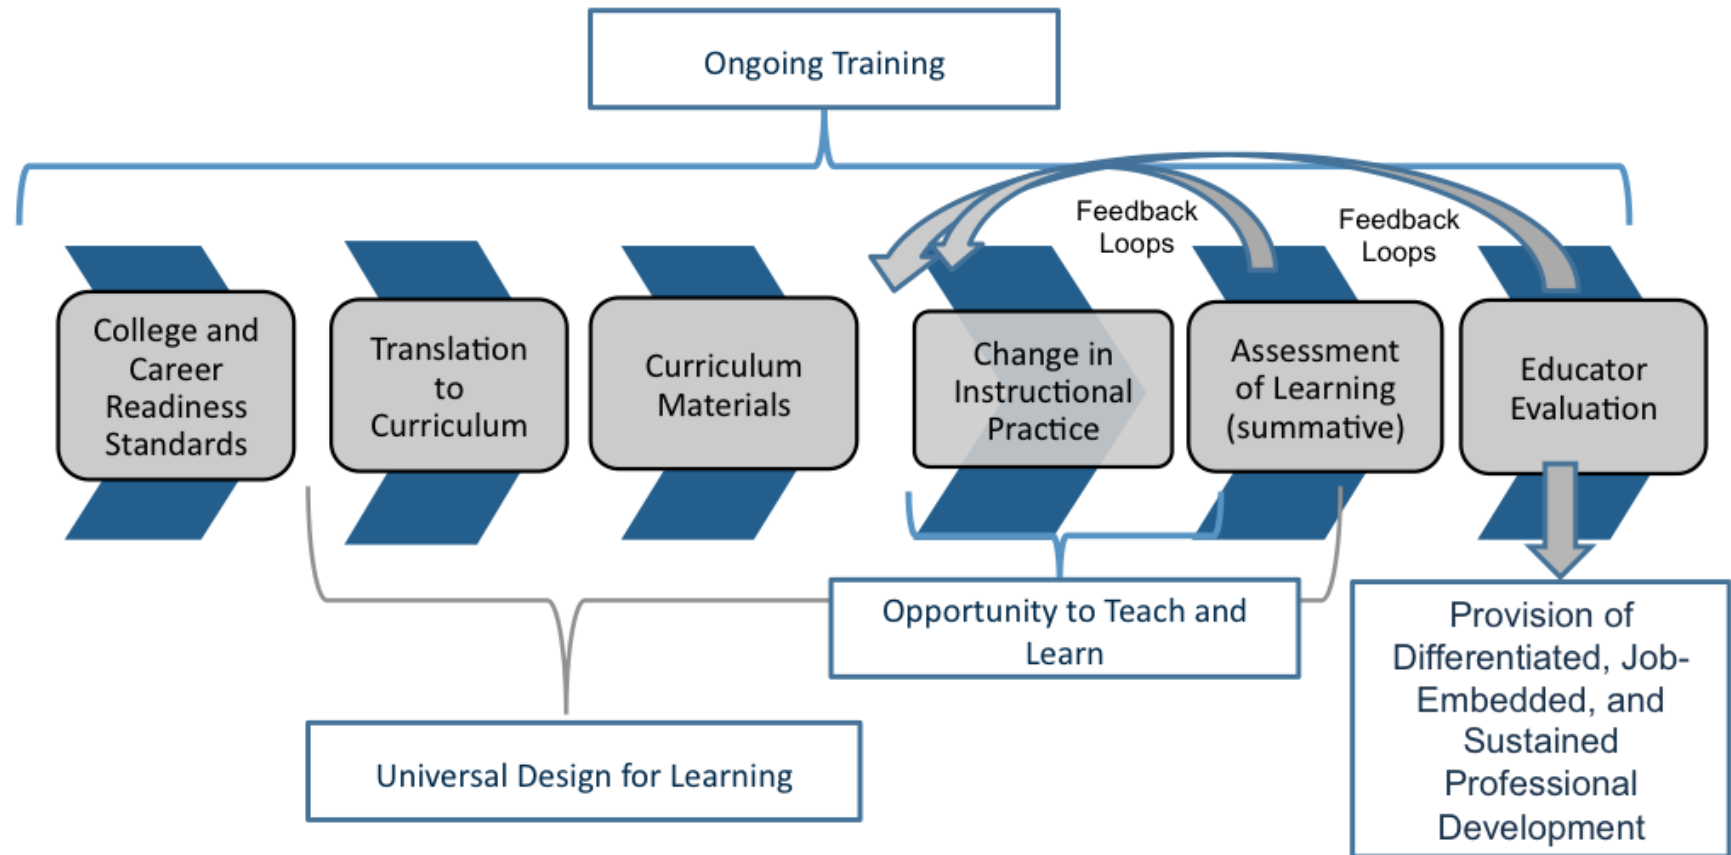 Ongoing Training
Feedback
Loops
Feedback
Loops
College and
Career
Readiness
Standards
Translation
to
Curriculum
Curriculum
Materials
Change in
Instructional
Practice
Assessment
of Learning
(summative)
Educator
Evaluation
Opportunity to Teach and
Learn
Universal Design for Learning
Provision of
Differentiated, Job-
Embedded, and
Sustained
Professional
Development